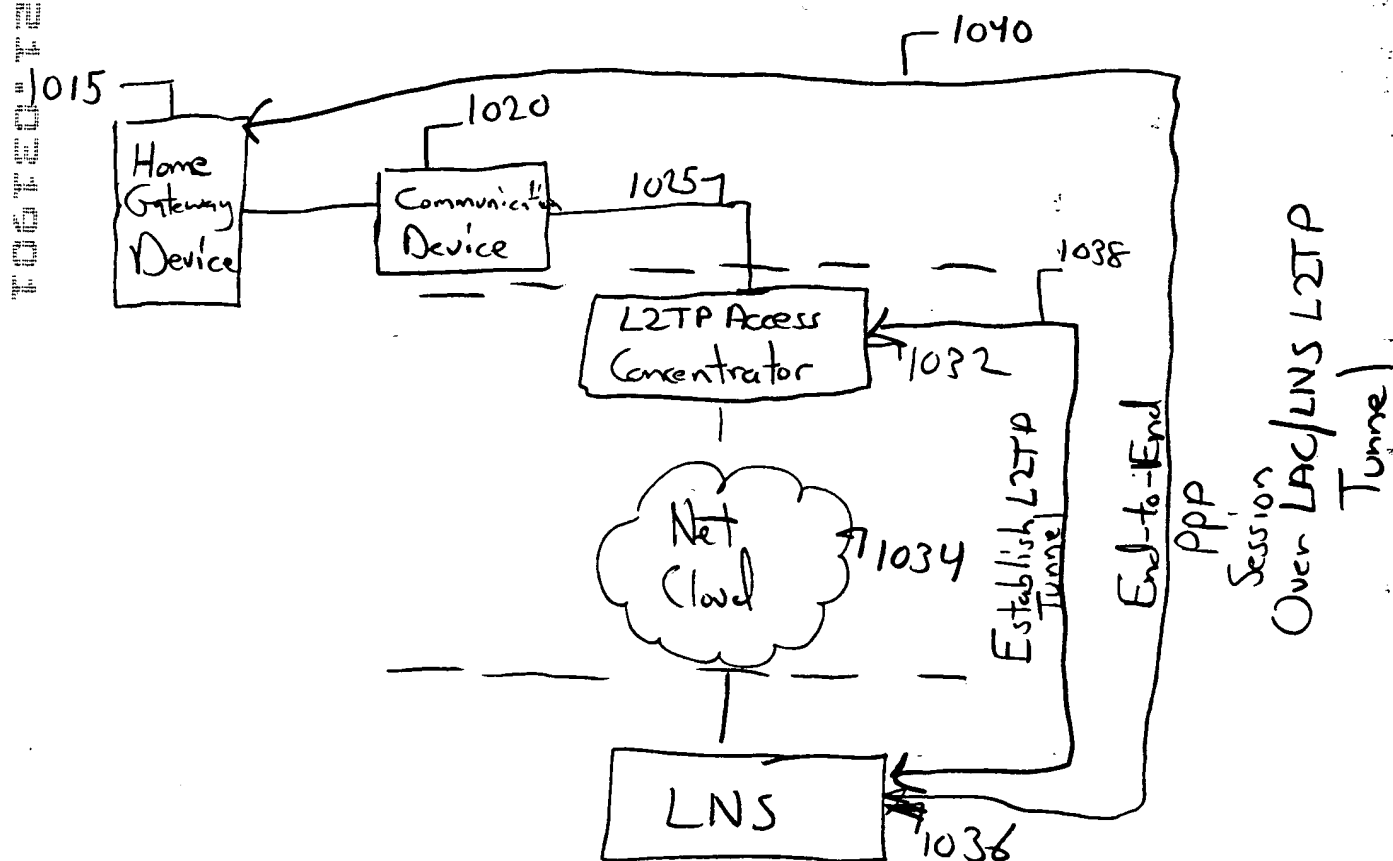 1040
1015
1020
Home
Gateway
Device
Communication
Device
1025
1038
L2TP Access
Concentrator
1032
Net
Cloud
1034
Establish L2TP
Tunnel
End-to-End
PPP
Session
Over LAC/LNS L2TP
Tunnel
LNS
1036